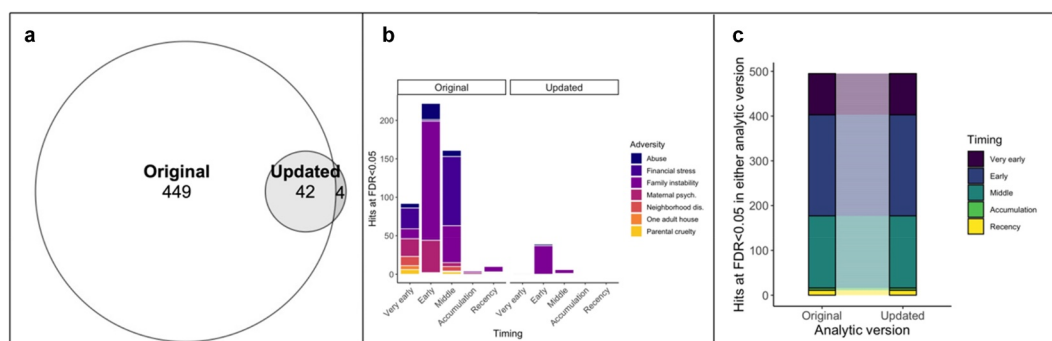 a
Original
449
Updated
42
4
b
Original
Updated
Hits at FDR<0.05
200
150
100
50
0
Very early
Early
Middle
Accumulation
Recency
Very early
Early
Middle
Accumulation
Recency
Timing
Adversity
Abuse
Financial stress
Family instability
Maternal psych.
Neighborhood dis.
One adult house
Parental cruelty
c
Hits at FDR<0.05 in either analytic version
500
400
300
200
100
0
Original
Updated
Analytic version
Timing
Very early
Early
Middle
Accumulation
Recency